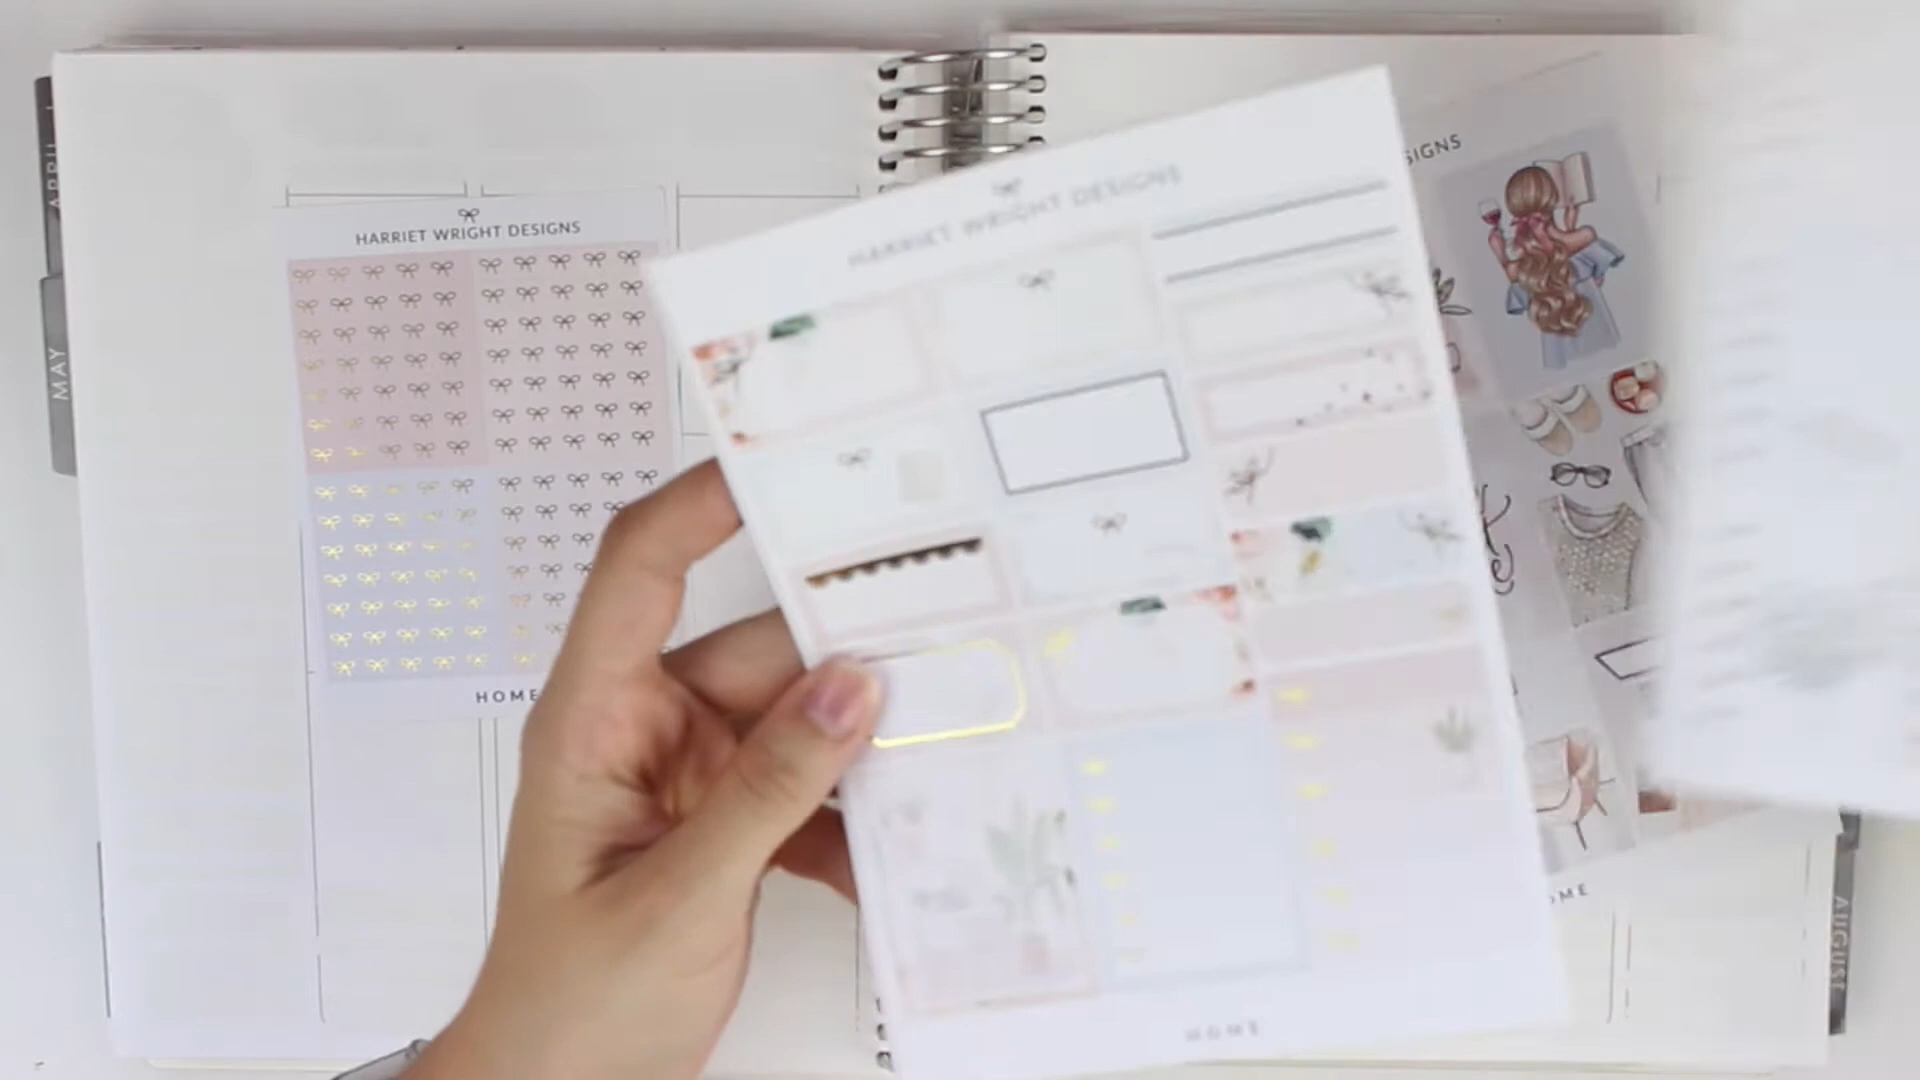 APRIL
MAY
HARRIET WRIGHT DESIGNS
HOME
HARRIET WRIGHT DESIGNS
HOME
SIGNS
OME
AUGUST